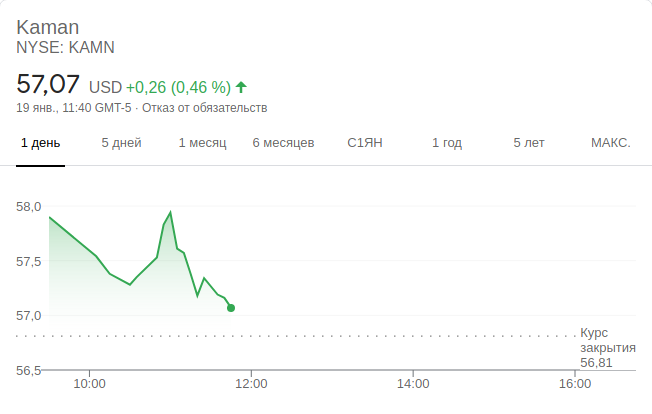 Kaman
NYSE: KAMN
57,07 USD +0,26 (0,46 %)
19 янв., 11:40 GMT-5 · Отказ от обязательств
1 день 5 дней 1 месяц 6 месяцев С1ЯН 1 год 5 лет МАКС.
58,0
57,5
57,0
Курс
закрытия
56,81
56,5
10:00 12:00 14:00 16:00